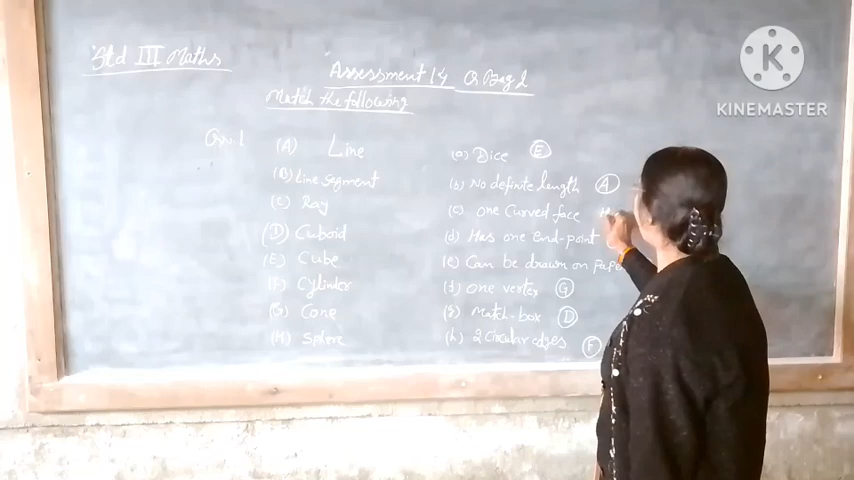 Std III Maths
Assessment 14 Q Bag 2
Match the following
Qn. 1 (A) Line (a) Dice (E)
(B) Line segment (b) No definite length (A)
(C) Ray (c) one Curved face H
(D) Cuboid (d) Has one end-point
(E) Cube (e) Can be drawn on Paper
(F) Cylinder (f) one vertex (G)
(G) Cone (g) Match-box (D)
(H) Sphere (h) 2 Circular edges (F)
K
KINEMASTER